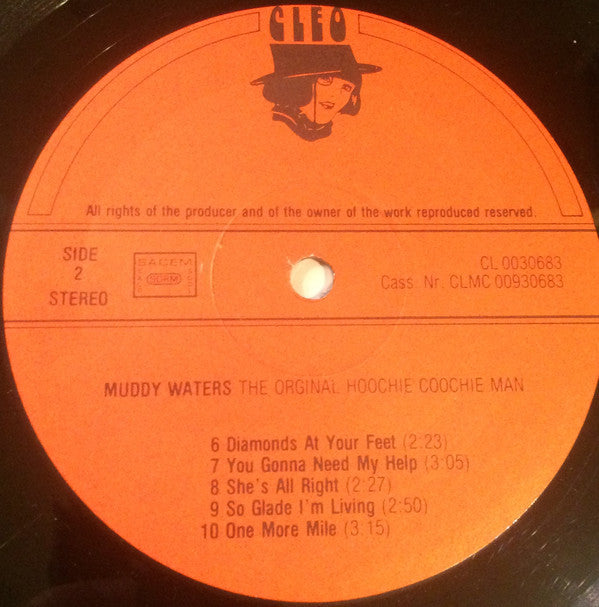 CLEO
All rights of the producer and of the owner of the work reproduced reserved.
SIDE
2
STEREO
SACEM
SDRM
CL 0030683
Cass. Nr. CLMC 00930683
MUDDY WATERS THE ORGINAL HOOCHIE COOCHIE MAN
6 Diamonds At Your Feet (2:23)
7 You Gonna Need My Help (3:05)
8 She's All Right (2:27)
9 So Glade I'm Living (2:50)
10 One More Mile (3:15)